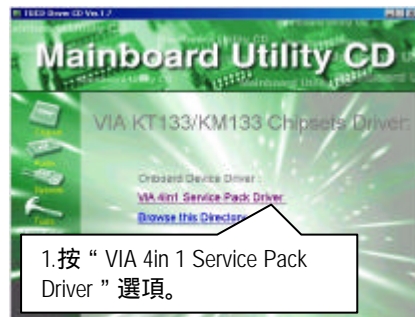 Mainboard Utility CD
VIA KT133/KM133 Chipsets Driver:
Onboard Device Driver :
VIA 4in1 Service Pack Driver
Browse this Directory
1.按 “ VIA 4in 1 Service Pack
Driver ” 選項。